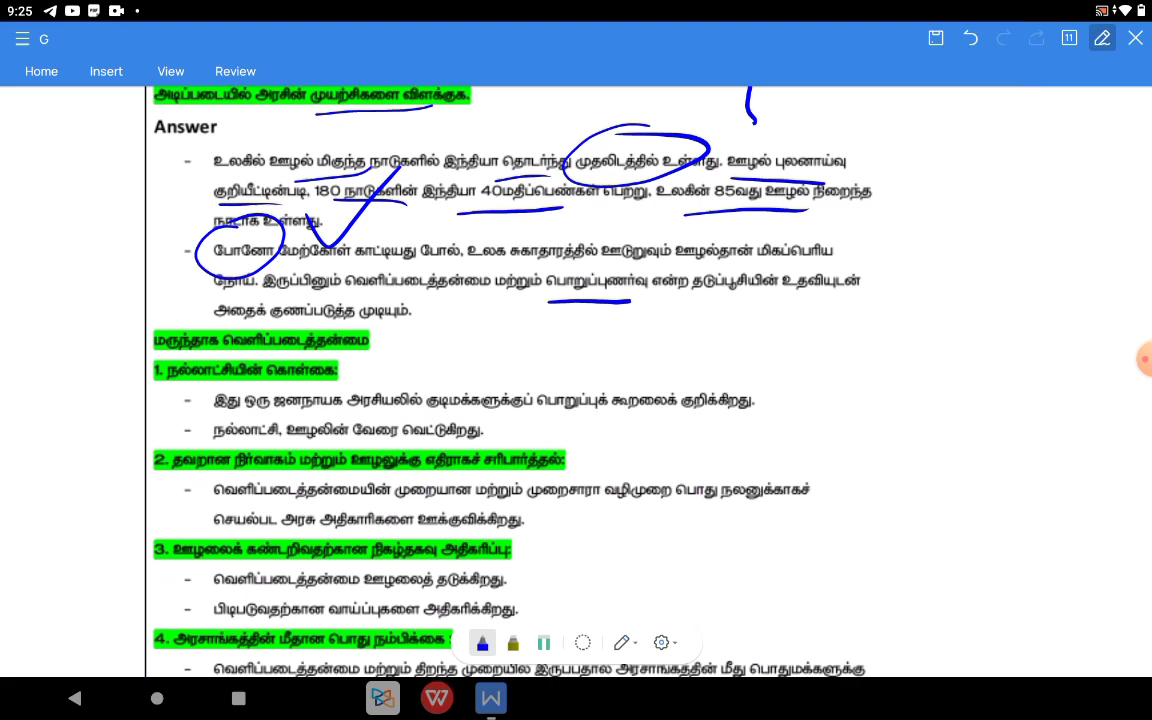 9:25
G
11
Home Insert View Review
அடிப்படையில் அரசின் முயற்சிகளை விளக்குக.
Answer
- உலகில் ஊழல் மிகுந்த நாடுகளில் இந்தியா தொடர்ந்து முதலிடத்தில் உள்ளது. ஊழல் புலனாய்வு
குறியீட்டின்படி, 180 நாடுகளின் இந்தியா 40மதிப்பெண்கள் பெற்று, உலகின் 85வது ஊழல் நிறைந்த
நாடாக உள்ளது.
- போனோ மேற்கோள் காட்டியது போல், உலக சுகாதாரத்தில் ஊடுறுவும் ஊழல்தான் மிகப்பெரிய
நோய். இருப்பினும் வெளிப்படைத்தன்மை மற்றும் பொறுப்புணர்வு என்ற தடுப்பூசியின் உதவியுடன்
அதைக் குணப்படுத்த முடியும்.
மருந்தாக வெளிப்படைத்தன்மை
1. நல்லாட்சியின் கொள்கை:
- இது ஒரு ஜனநாயக அரசியலில் குடிமக்களுக்குப் பொறுப்புக் கூறலைக் குறிக்கிறது.
- நல்லாட்சி, ஊழலின் வேரை வெட்டுகிறது.
2. தவறான நிர்வாகம் மற்றும் ஊழலுக்கு எதிராகச் சரிபார்த்தல்:
- வெளிப்படைத்தன்மையின் முறையான மற்றும் முறைசாரா வழிமுறை பொது நலனுக்காகச்
செயல்பட அரசு அதிகாரிகளை ஊக்குவிக்கிறது.
3. ஊழலைக் கண்டறிவதற்கான நிகழ்தகவு அதிகரிப்பு:
- வெளிப்படைத்தன்மை ஊழலைத் தடுக்கிறது.
- பிடிபடுவதற்கான வாய்ப்புகளை அதிகரிக்கிறது.
4. அரசாங்கத்தின் மீதான பொது நம்பிக்கை
- வெளிப்படைத்தன்மை மற்றும் திறந்த முறையில் இருப்பதால் அரசாங்கத்தின் மீது பொதுமக்களுக்கு